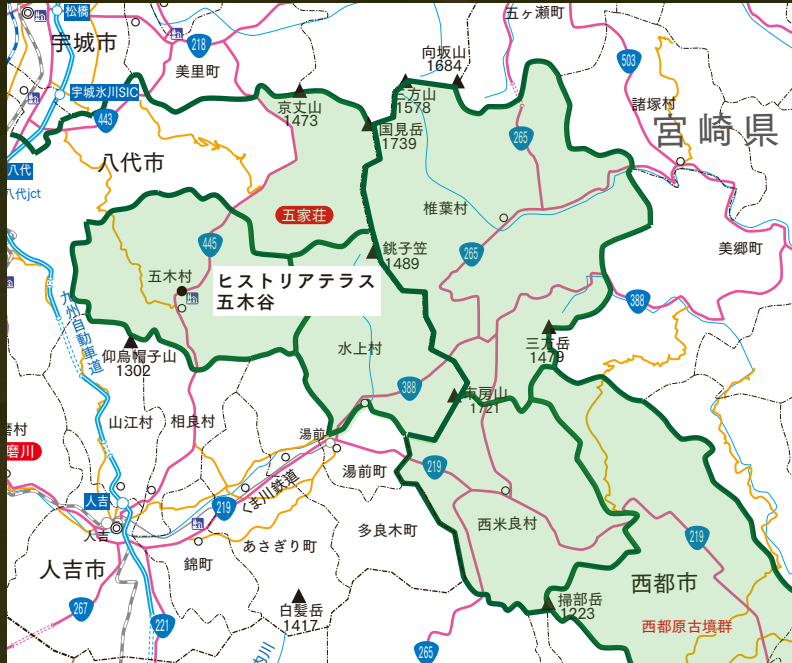 松橋
宇城市
218
美里町
宇城氷川SIC
443
八代市
八代
八代jct
京丈山
1473
三方山
1578
向坂山
1684
国見岳
1739
五ヶ瀬町
503
諸塚村
宮崎県
265
椎葉村
五家荘
445
五木村
ヒストリアテラス
五木谷
銚子笠
1489
265
美郷町
388
九州自動車道
仰烏帽子山
1302
水上村
388
三方岳
1479
市房山
1721
山江村
相良村
磨川
湯前
湯前町
219
くま川鉄道
219
人吉
人吉
人吉市
錦町
あさぎり町
多良木町
西米良村
219
西都市
西都原古墳群
掃部岳
1223
白髪岳
1417
267
221
265